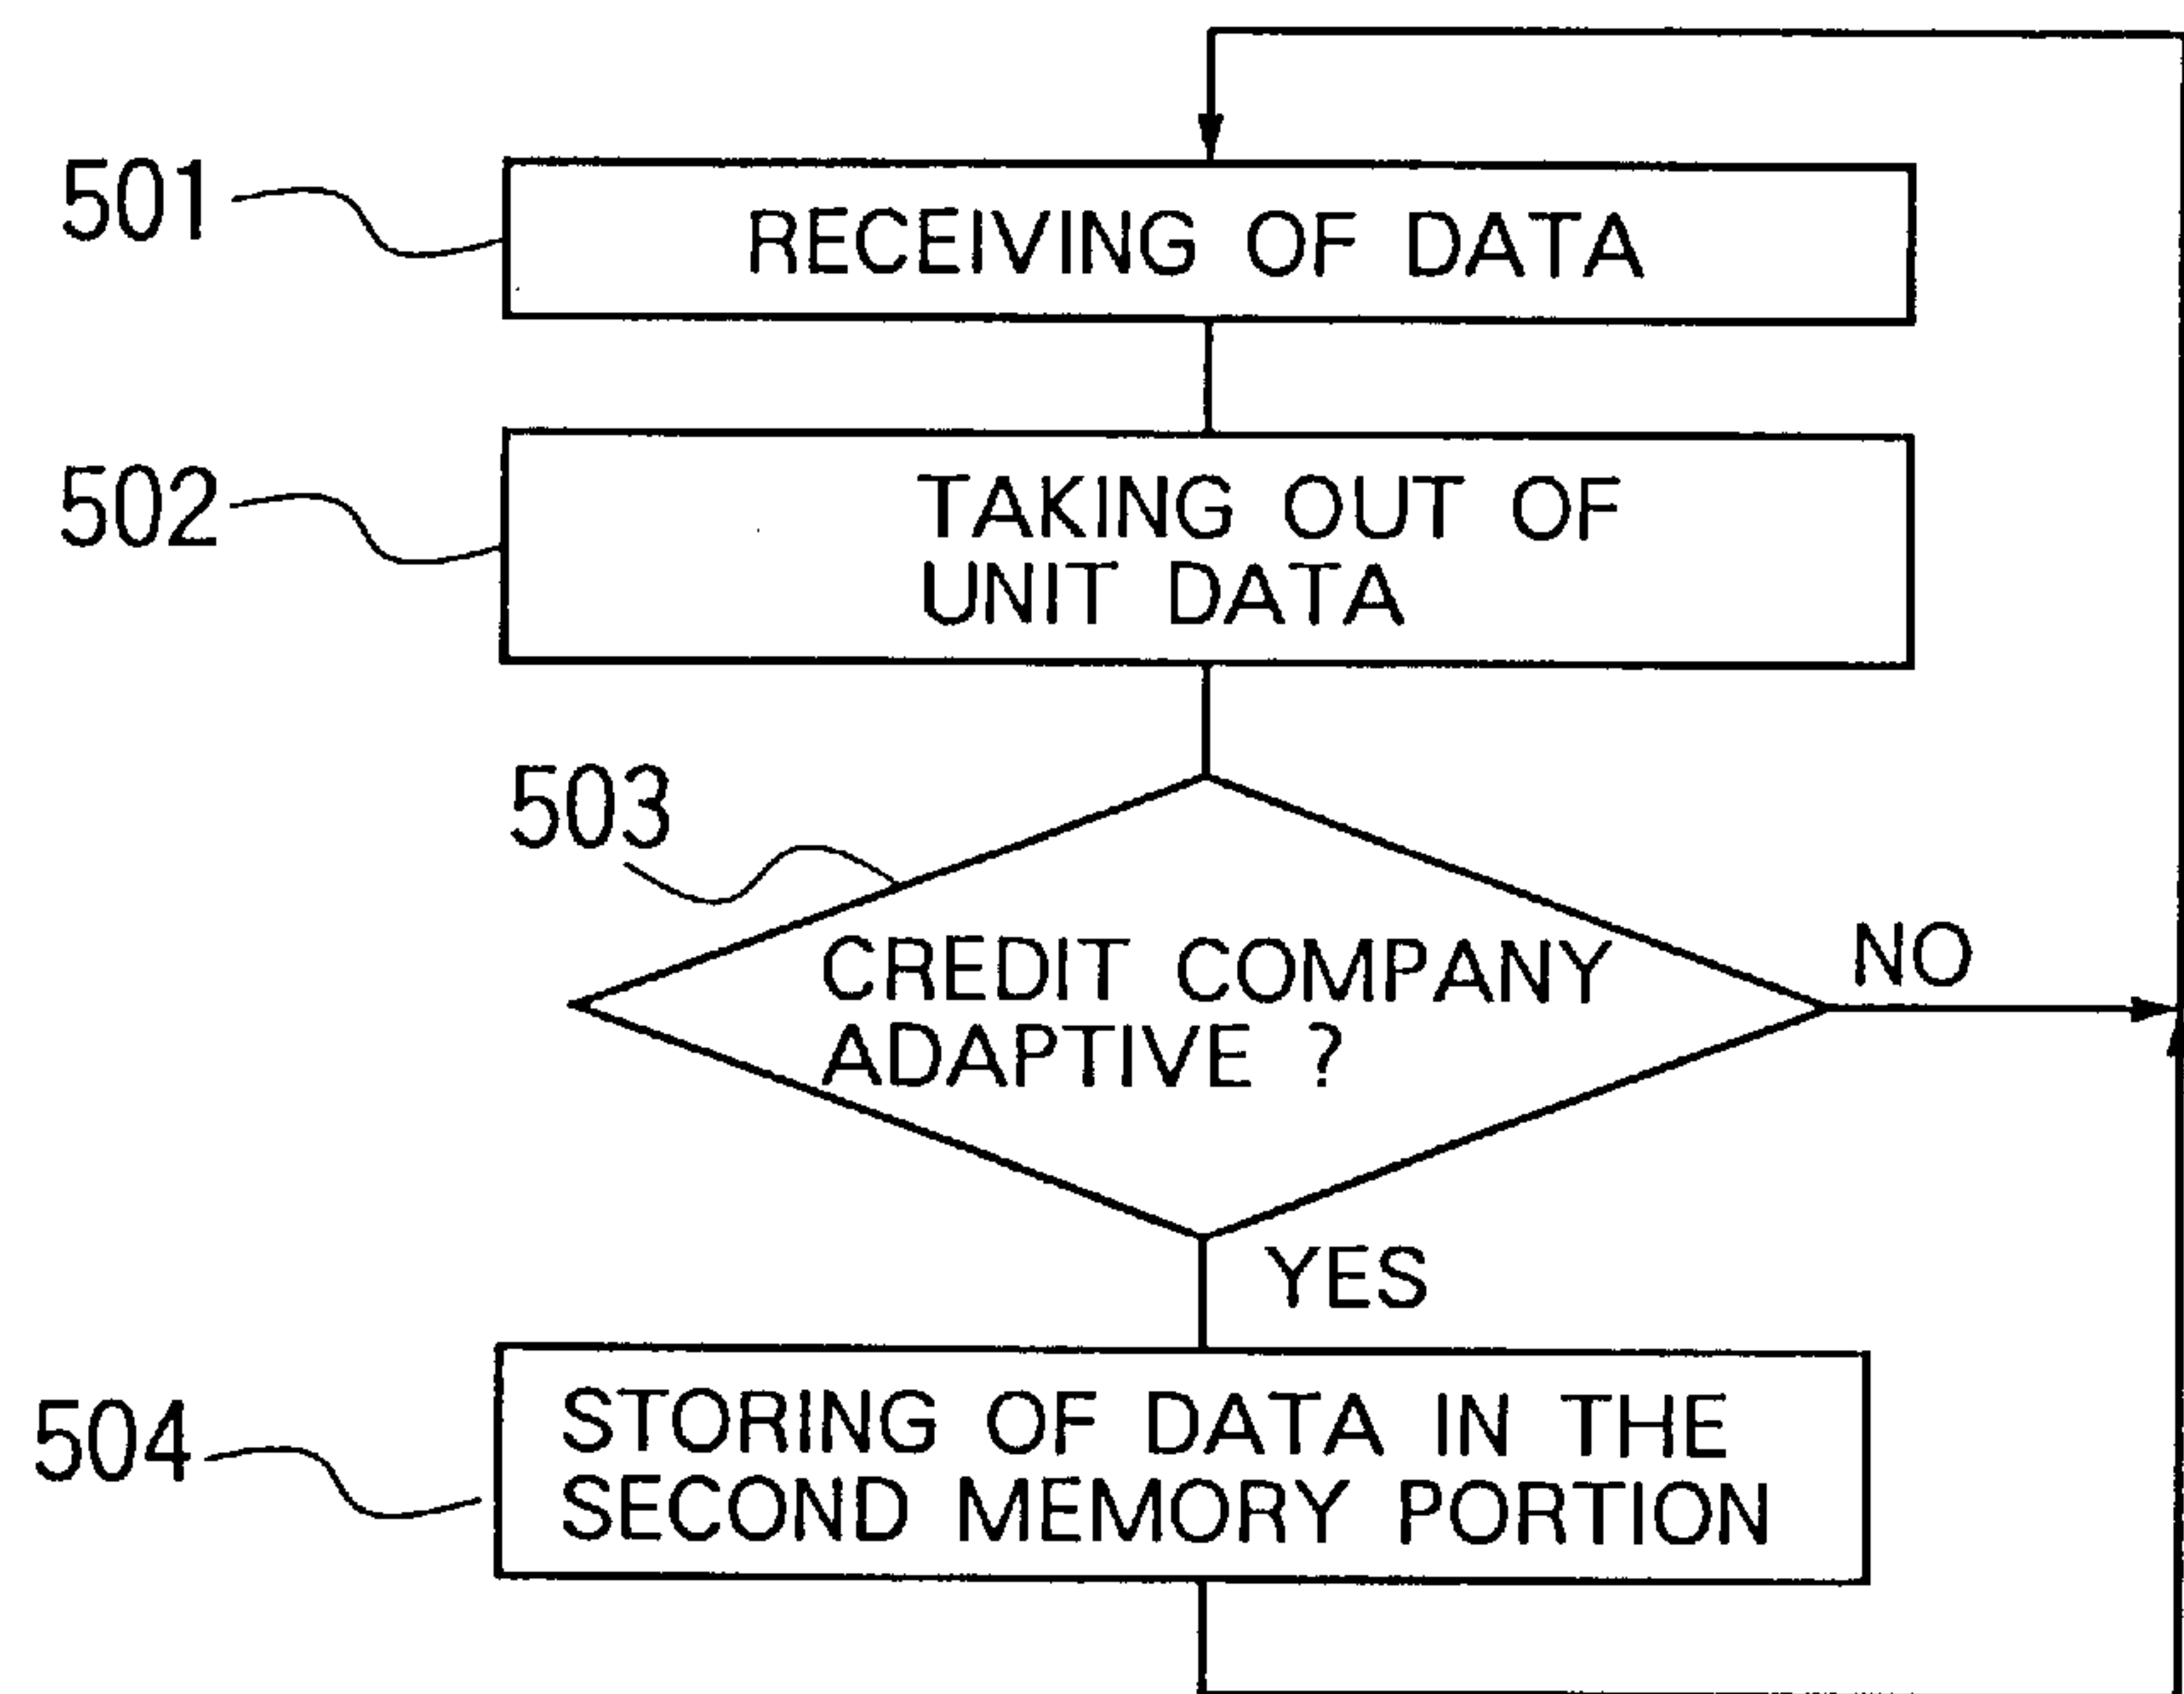 501
RECEIVING OF DATA
502
TAKING OUT OF
UNIT DATA
503
CREDIT COMPANY
ADAPTIVE ?
NO
YES
504
STORING OF DATA IN THE
SECOND MEMORY PORTION